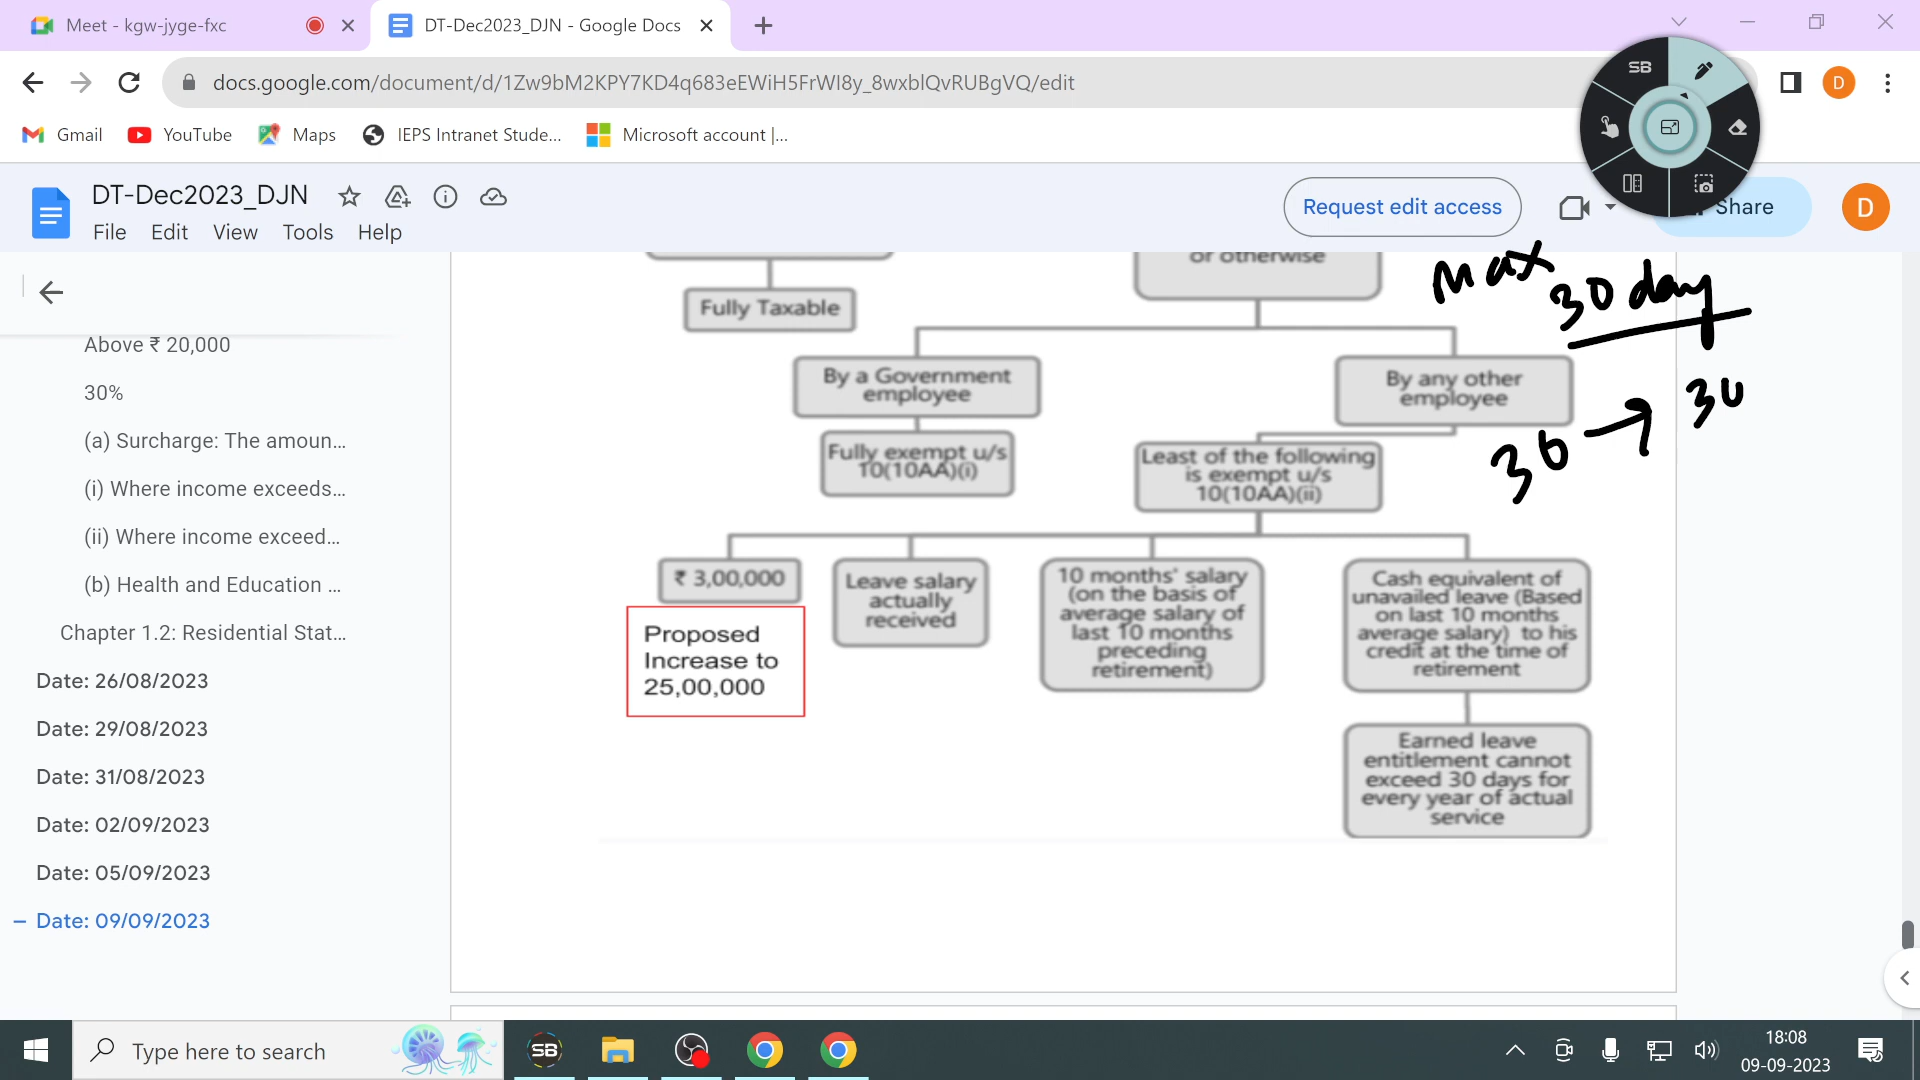 Meet - kgw-jyge-fxc
DT-Dec2023_DJN - Google Docs
docs.google.com/document/d/1Zw9bM2KPY7KD4q683eEWiH5FrWI8y_8wxblQvRUBgVQ/edit
SB
D
Gmail
YouTube
Maps
IEPS Intranet Stude...
Microsoft account |...
DT-Dec2023_DJN
File Edit View Tools Help
Request edit access
Share
D
Above ₹ 20,000
30%
(a) Surcharge: The amoun...
(i) Where income exceeds...
(ii) Where income exceed...
(b) Health and Education ...
Chapter 1.2: Residential Stat...
Date: 26/08/2023
Date: 29/08/2023
Date: 31/08/2023
Date: 02/09/2023
Date: 05/09/2023
Date: 09/09/2023
or otherwise
Max
30 day
Fully Taxable
By a Government
employee
By any other
employee
30
30
Fully exempt u/s
10(10AA)(i)
Least of the following
is exempt u/s
10(10AA)(ii)
₹ 3,00,000
Proposed
Increase to
25,00,000
Leave salary
actually
received
10 months' salary
(on the basis of
average salary of
last 10 months
preceding
retirement)
Cash equivalent of
unavailed leave (Based
on last 10 months
average salary) to his
credit at the time of
retirement
Earned leave
entitlement cannot
exceed 30 days for
every year of actual
service
Type here to search
SB
18:08
09-09-2023